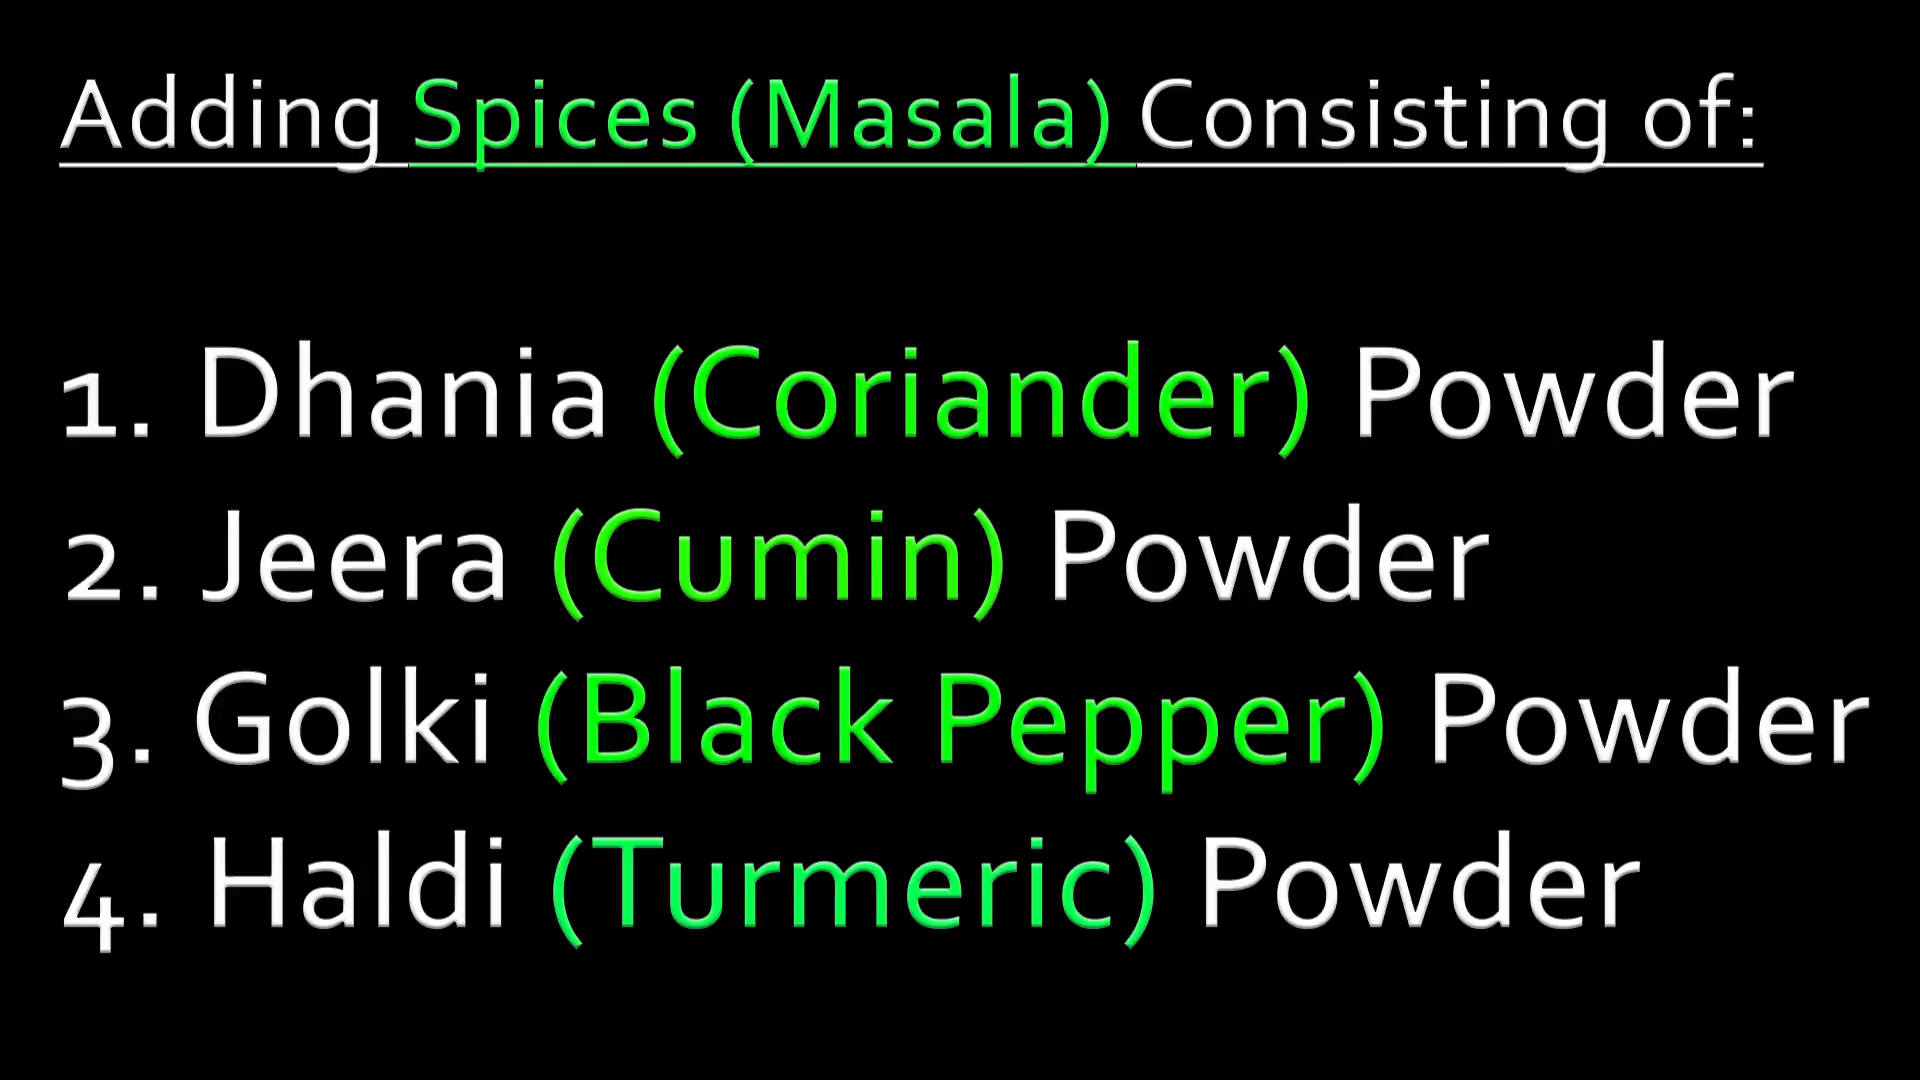 Adding Spices (Masala) Consisting of:
1. Dhania (Coriander) Powder
2. Jeera (Cumin) Powder
3. Golki (Black Pepper) Powder
4. Haldi (Turmeric) Powder